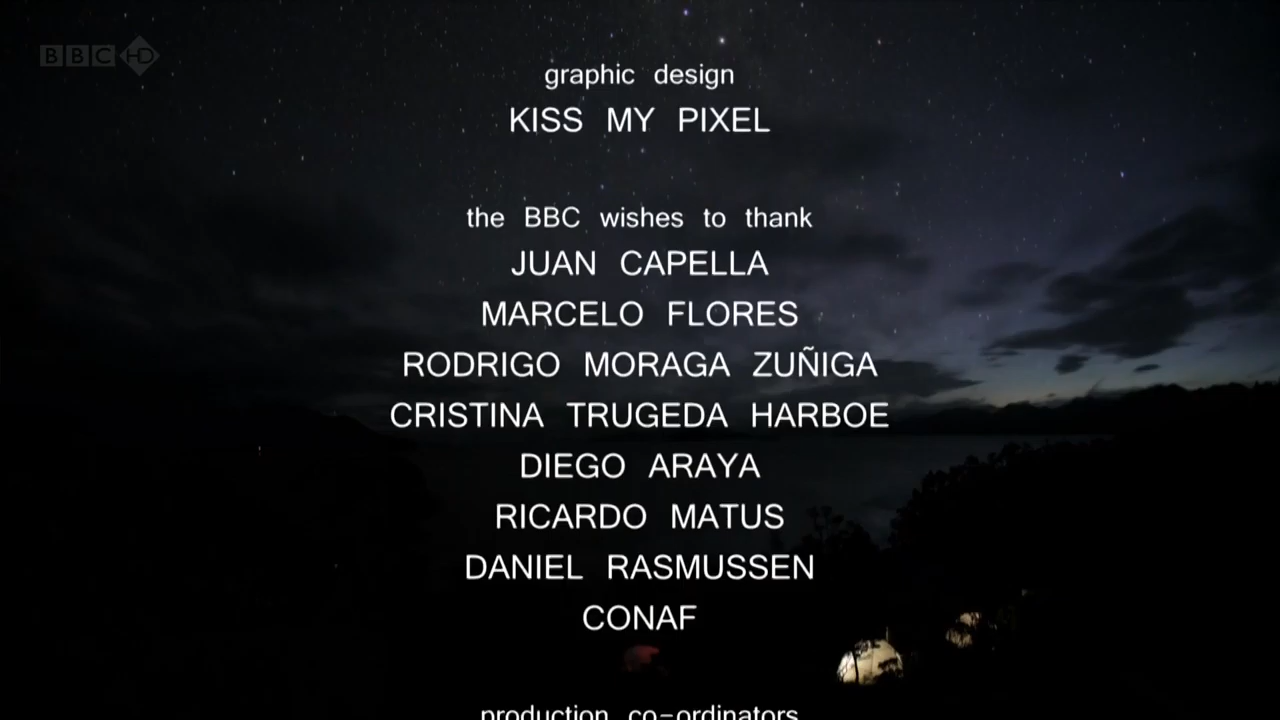 BBC HD
graphic design
KISS MY PIXEL
the BBC wishes to thank
JUAN CAPELLA
MARCELO FLORES
RODRIGO MORAGA ZUÑIGA
CRISTINA TRUGEDA HARBOE
DIEGO ARAYA
RICARDO MATUS
DANIEL RASMUSSEN
CONAF
production co-ordinators